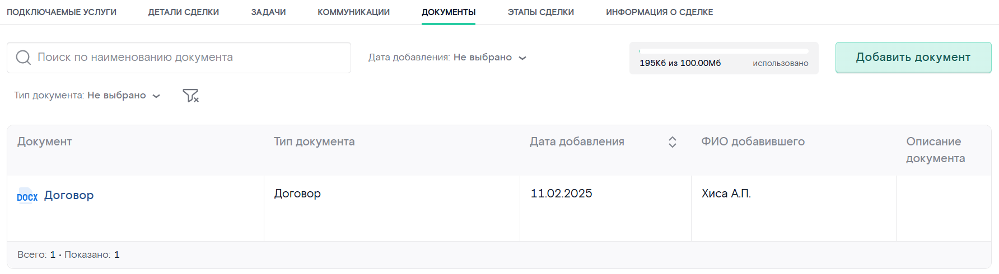 ПОДКЛЮЧАЕМЫЕ УСЛУГИ ДЕТАЛИ СДЕЛКИ ЗАДАЧИ КОММУНИКАЦИИ ДОКУМЕНТЫ ЭТАПЫ СДЕЛКИ ИНФОРМАЦИЯ О СДЕЛКЕ
Поиск по наименованию документа Дата добавления: Не выбрано 195Кб из 100.00Мб использовано Добавить документ
Тип документа: Не выбрано
Документ Тип документа Дата добавления ФИО добавившего Описание
документа
DOCX Договор Договор 11.02.2025 Хиса А.П.
Всего: 1 • Показано: 1